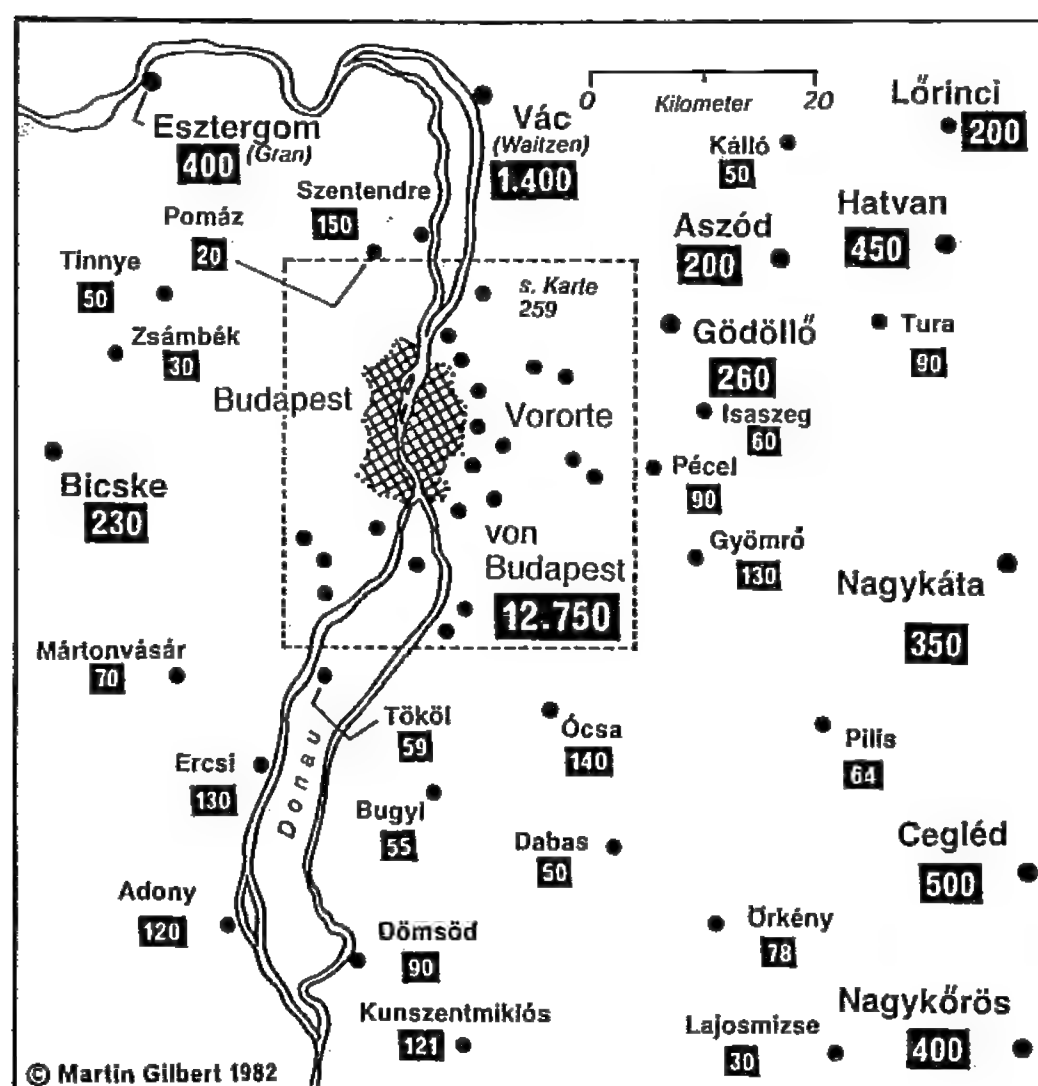 0 Kilometer 20
Lőrinci
200
Esztergom
(Gran)
400
Vác
(Waitzen)
1.400
Kálló
50
Szentendre
150
Pomáz
20
Aszód
200
Hatvan
450
Tinnye
50
s. Karte
259
Zsámbék
30
Gödöllő
260
Tura
90
Budapest
Vororte
Isaszeg
60
Bicske
230
Pécel
90
von
Budapest
12.750
Gyömrő
130
Nagykáta
350
Mártonvásár
70
Tököl
59
Donau
Ócsa
140
Pilis
64
Ercsi
130
Bugyi
55
Dabas
50
Cegléd
500
Adony
120
Dömsöd
90
Örkény
78
Kunszentmiklós
121
Lajosmizse
30
Nagykőrös
400
© Martin Gilbert 1982